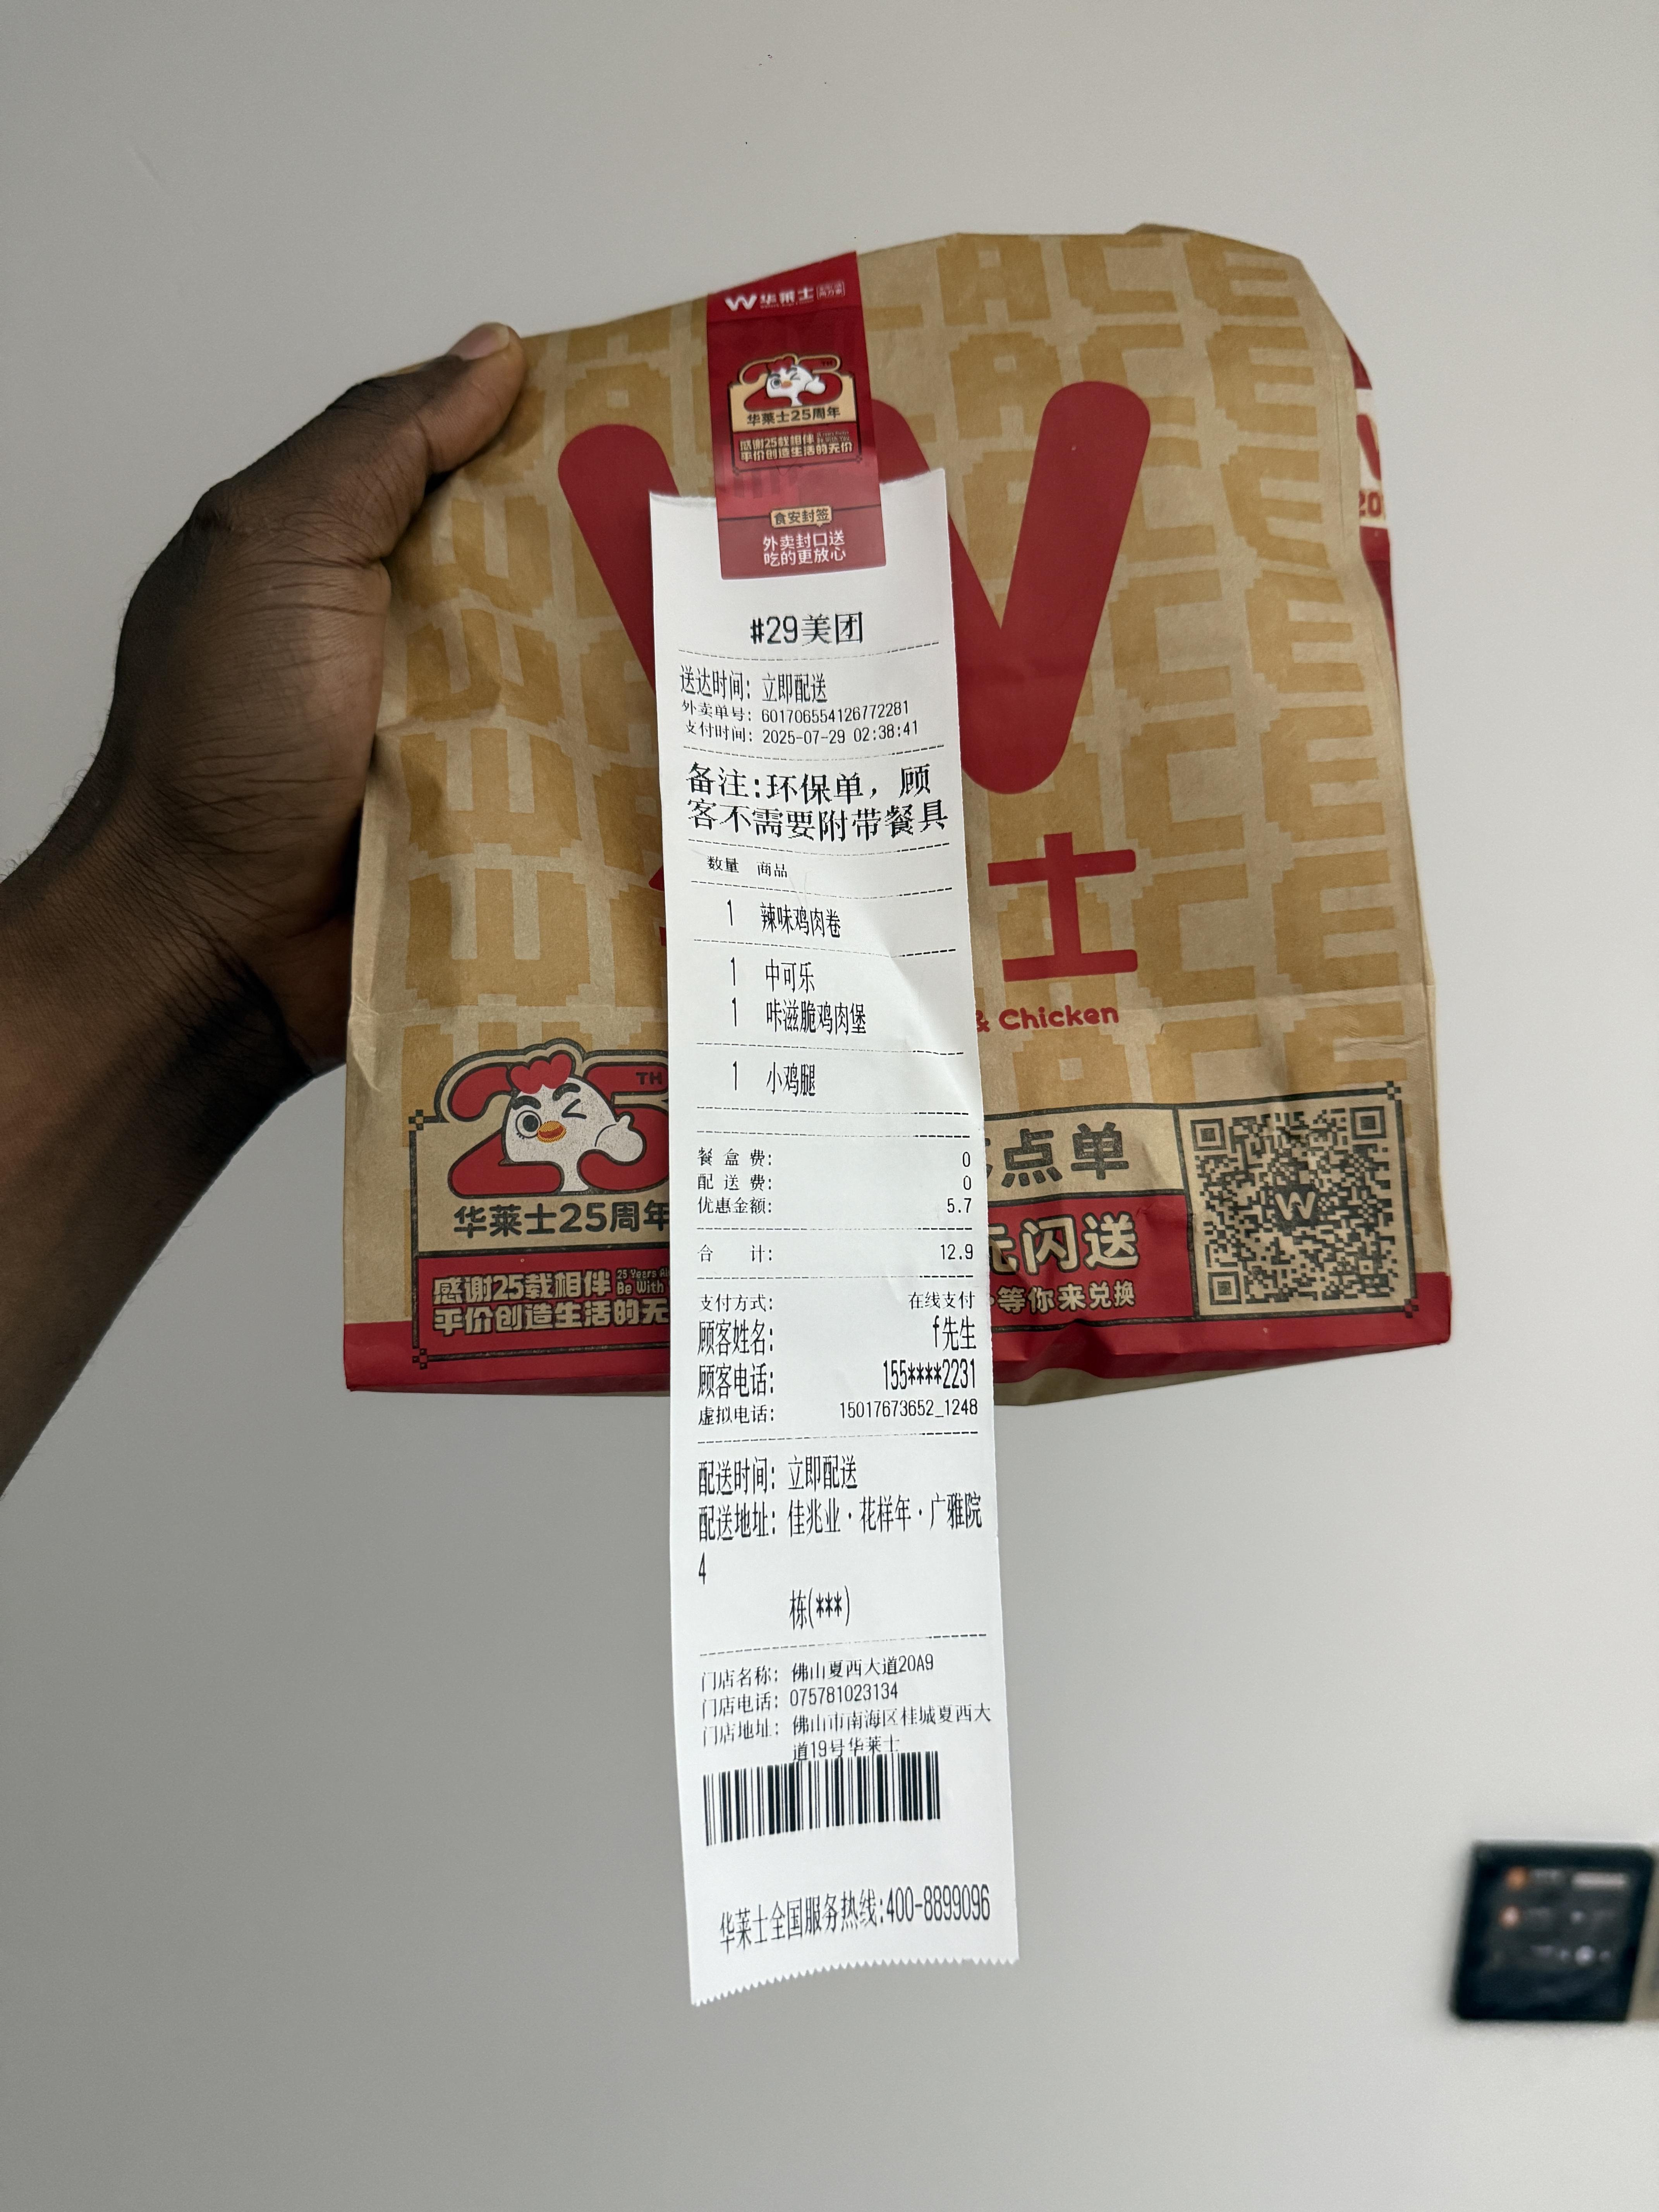 W华莱士
25
TH
华莱士25周年
感谢25载相伴
平价创造生活的无价
食安封签
外卖封口送
吃的更放心
#29美团
送达时间: 立即配送
外卖单号: 601706554126772281
支付时间: 2025-07-29 02:38:41
备注:环保单，顾
客不需要附带餐具
数量 商品
1 辣味鸡肉卷
1 中可乐
1 咔滋脆鸡肉堡
1 小鸡腿
餐 盒 费: 0
配 送 费: 0
优惠金额: 5.7
合 计: 12.9
支付方式: 在线支付
顾客姓名: f先生
顾客电话: 155****2231
虚拟电话: 15017673652_1248
配送时间: 立即配送
配送地址: 佳兆业·花样年·广雅院
4
栋(***)
门店名称: 佛山夏西大道20A9
门店电话: 075781023134
门店地址: 佛山市南海区桂城夏西大
道19号华莱士
华莱士全国服务热线:400-8899096
W
士
& Chicken
25
TH
华莱士25周年
感谢25载相伴 25 Years
Be With
平价创造生活的无
点单
元闪送
等你来兑换
W
20